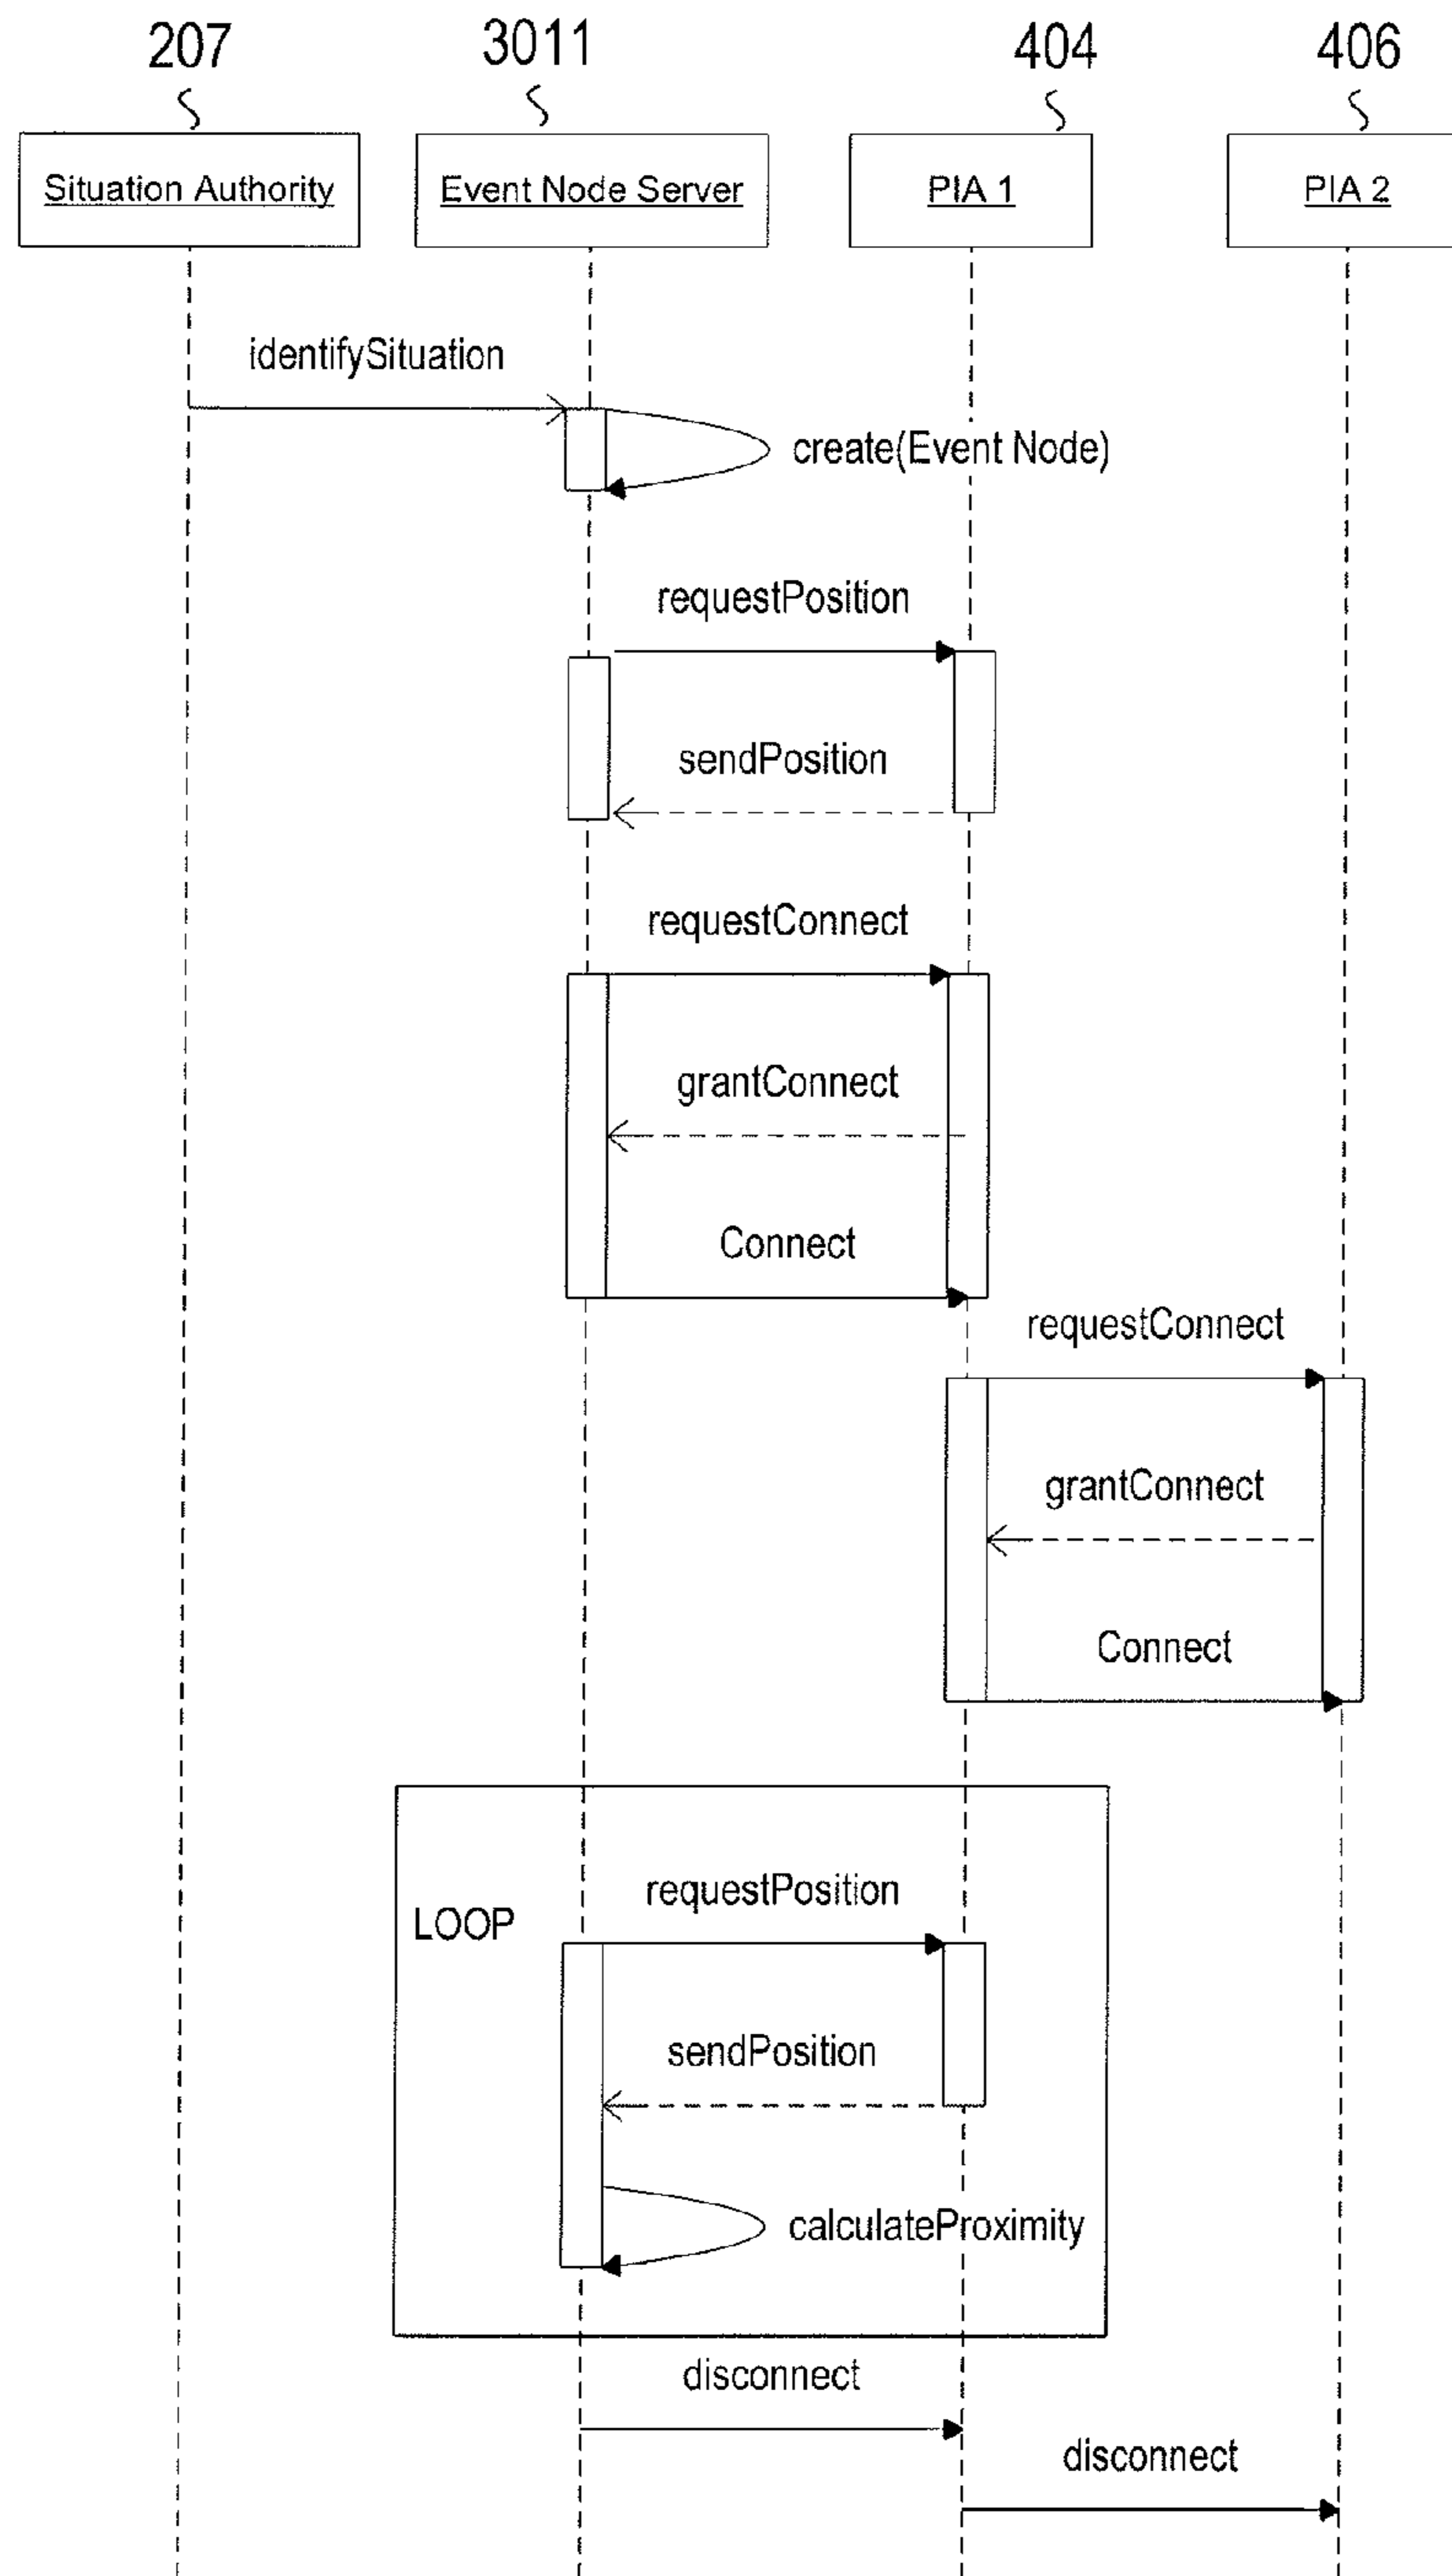 207 3011 404 406
Situation Authority Event Node Server PIA 1 PIA 2
identifySituation
create(Event Node)
requestPosition
sendPosition
requestConnect
grantConnect
Connect
requestConnect
grantConnect
Connect
requestPosition
LOOP
sendPosition
calculateProximity
disconnect
disconnect